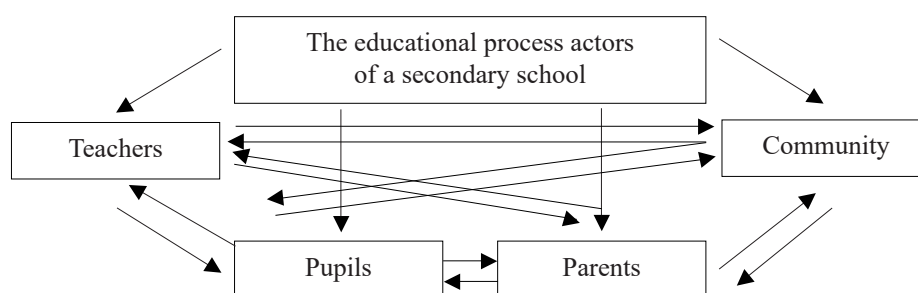 The educational process actors
of a secondary school
Teachers
Community
Pupils
Parents